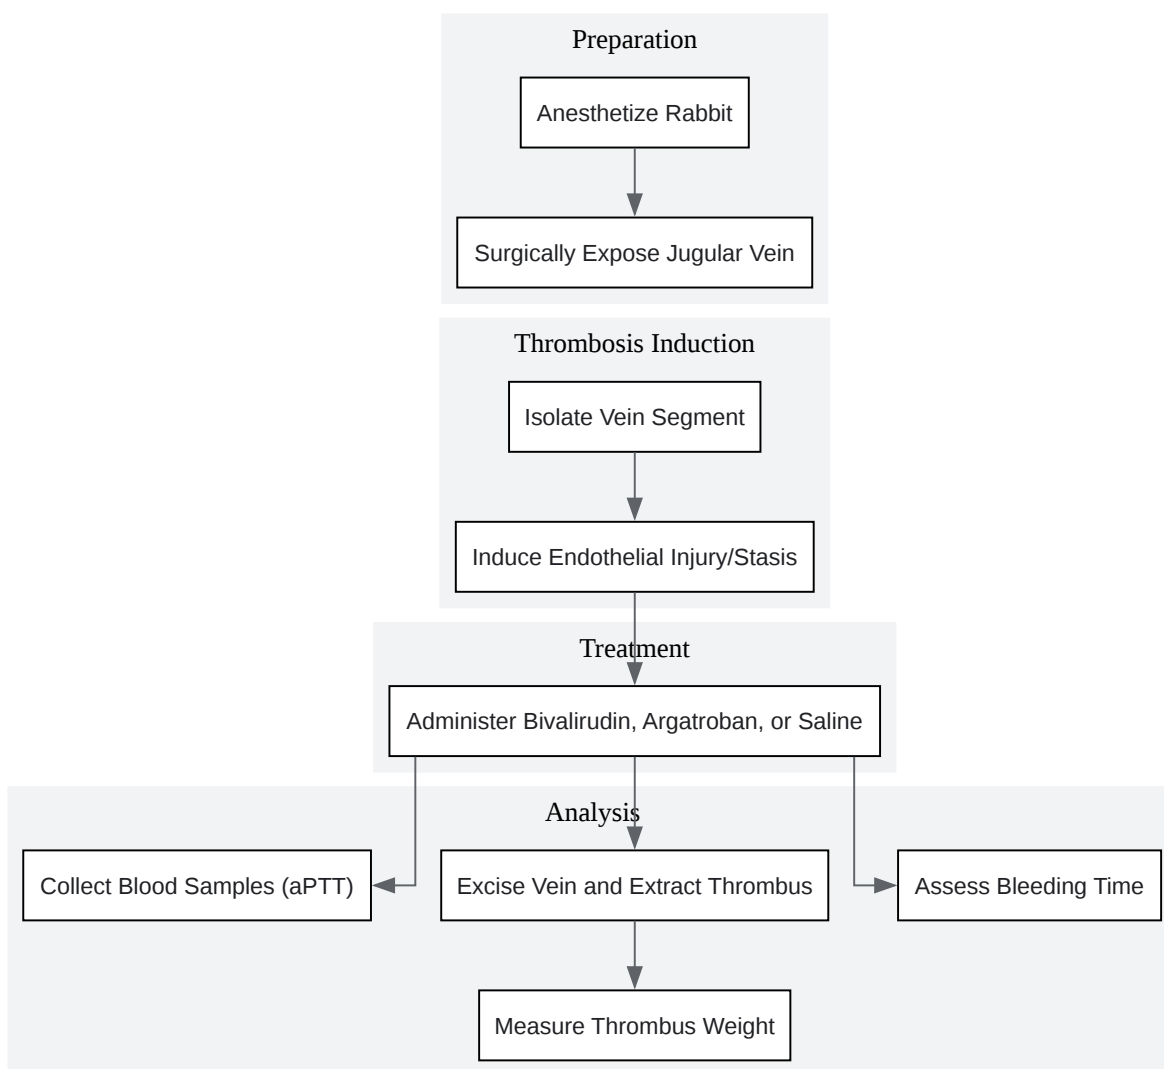 Preparation
Anesthetize Rabbit
Surgically Expose Jugular Vein
Thrombosis Induction
Isolate Vein Segment
Induce Endothelial Injury/Stasis
Treatment
Administer Bivalirudin, Argatroban, or Saline
Analysis
Collect Blood Samples (aPTT)
Excise Vein and Extract Thrombus
Assess Bleeding Time
Measure Thrombus Weight